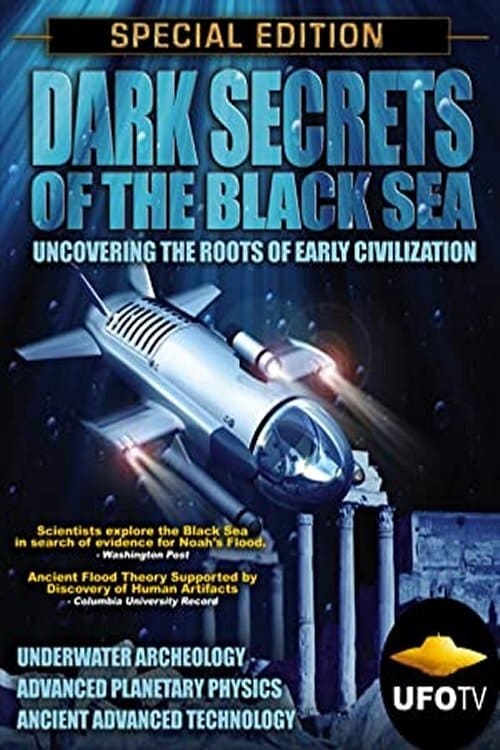 SPECIAL EDITION
DARK SECRETS
OF THE BLACK SEA
UNCOVERING THE ROOTS OF EARLY CIVILIZATION
Scientists explore the Black Sea
in search of evidence for Noah's Flood.
- Washington Post
Ancient Flood Theory Supported by
Discovery of Human Artifacts
- Columbia University Record
UNDERWATER ARCHEOLOGY
ADVANCED PLANETARY PHYSICS
ANCIENT ADVANCED TECHNOLOGY
UFOTV